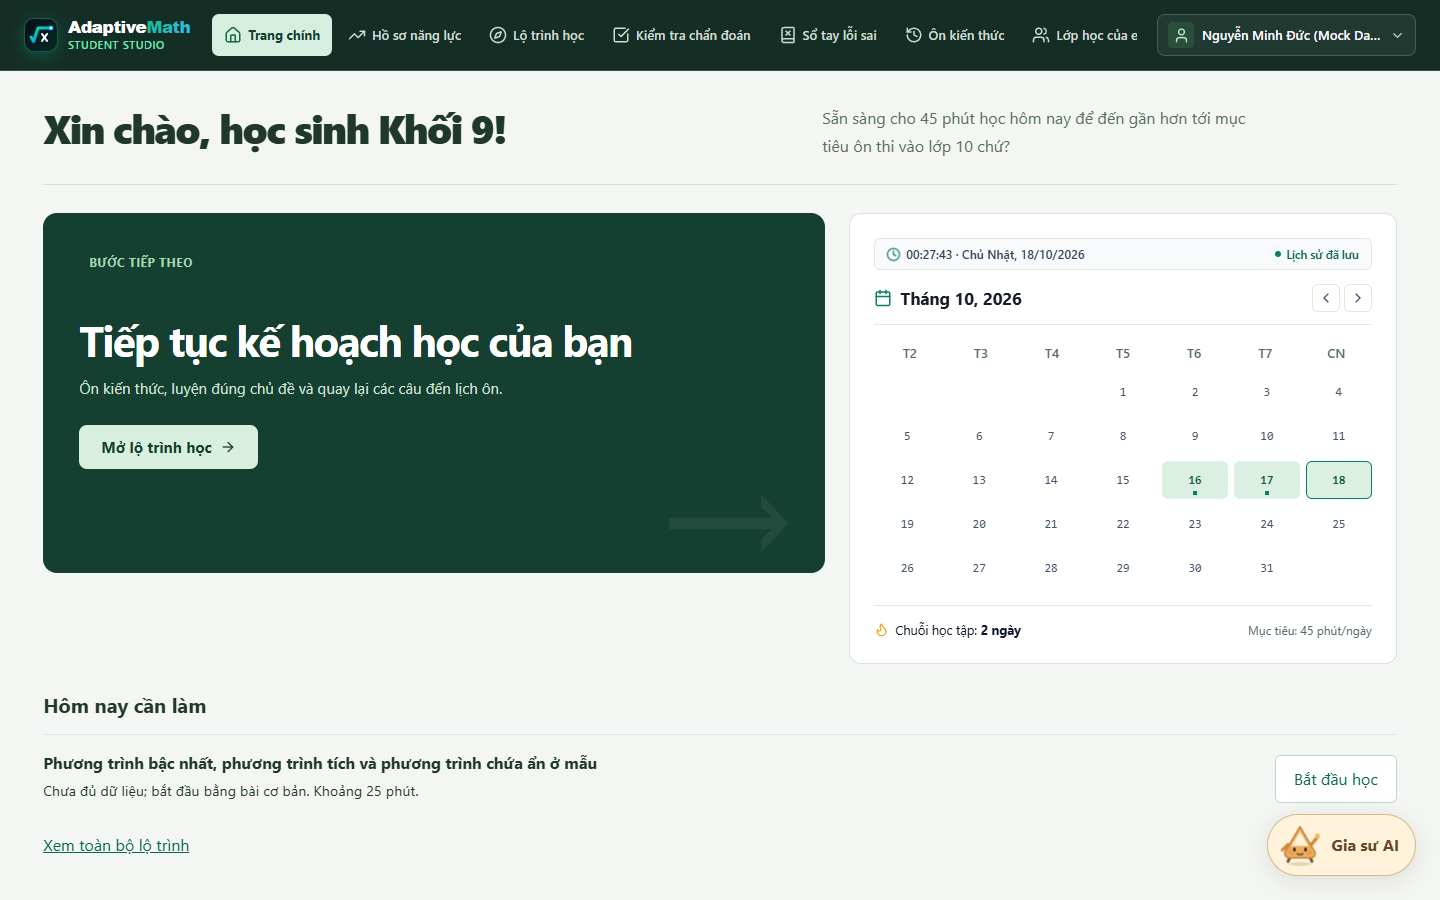 AdaptiveMath
STUDENT STUDIO
Trang chính
Hồ sơ năng lực
Lộ trình học
Kiểm tra chẩn đoán
Sổ tay lỗi sai
Ôn kiến thức
Lớp học của e
Nguyễn Minh Đức (Mock Da...
Xin chào, học sinh Khối 9!
Sẵn sàng cho 45 phút học hôm nay để đến gần hơn tới mục
tiêu ôn thi vào lớp 10 chứ?
BƯỚC TIẾP THEO
Tiếp tục kế hoạch học của bạn
Ôn kiến thức, luyện đúng chủ đề và quay lại các câu đến lịch ôn.
Mở lộ trình học →
00:27:43 · Chủ Nhật, 18/10/2026
Lịch sử đã lưu
Tháng 10, 2026
T2 T3 T4 T5 T6 T7 CN
1 2 3 4
5 6 7 8 9 10 11
12 13 14 15 16 17 18
19 20 21 22 23 24 25
26 27 28 29 30 31
Chuỗi học tập: 2 ngày
Mục tiêu: 45 phút/ngày
Hôm nay cần làm
Phương trình bậc nhất, phương trình tích và phương trình chứa ẩn ở mẫu
Chưa đủ dữ liệu; bắt đầu bằng bài cơ bản. Khoảng 25 phút.
Bắt đầu học
Xem toàn bộ lộ trình
Gia sư AI